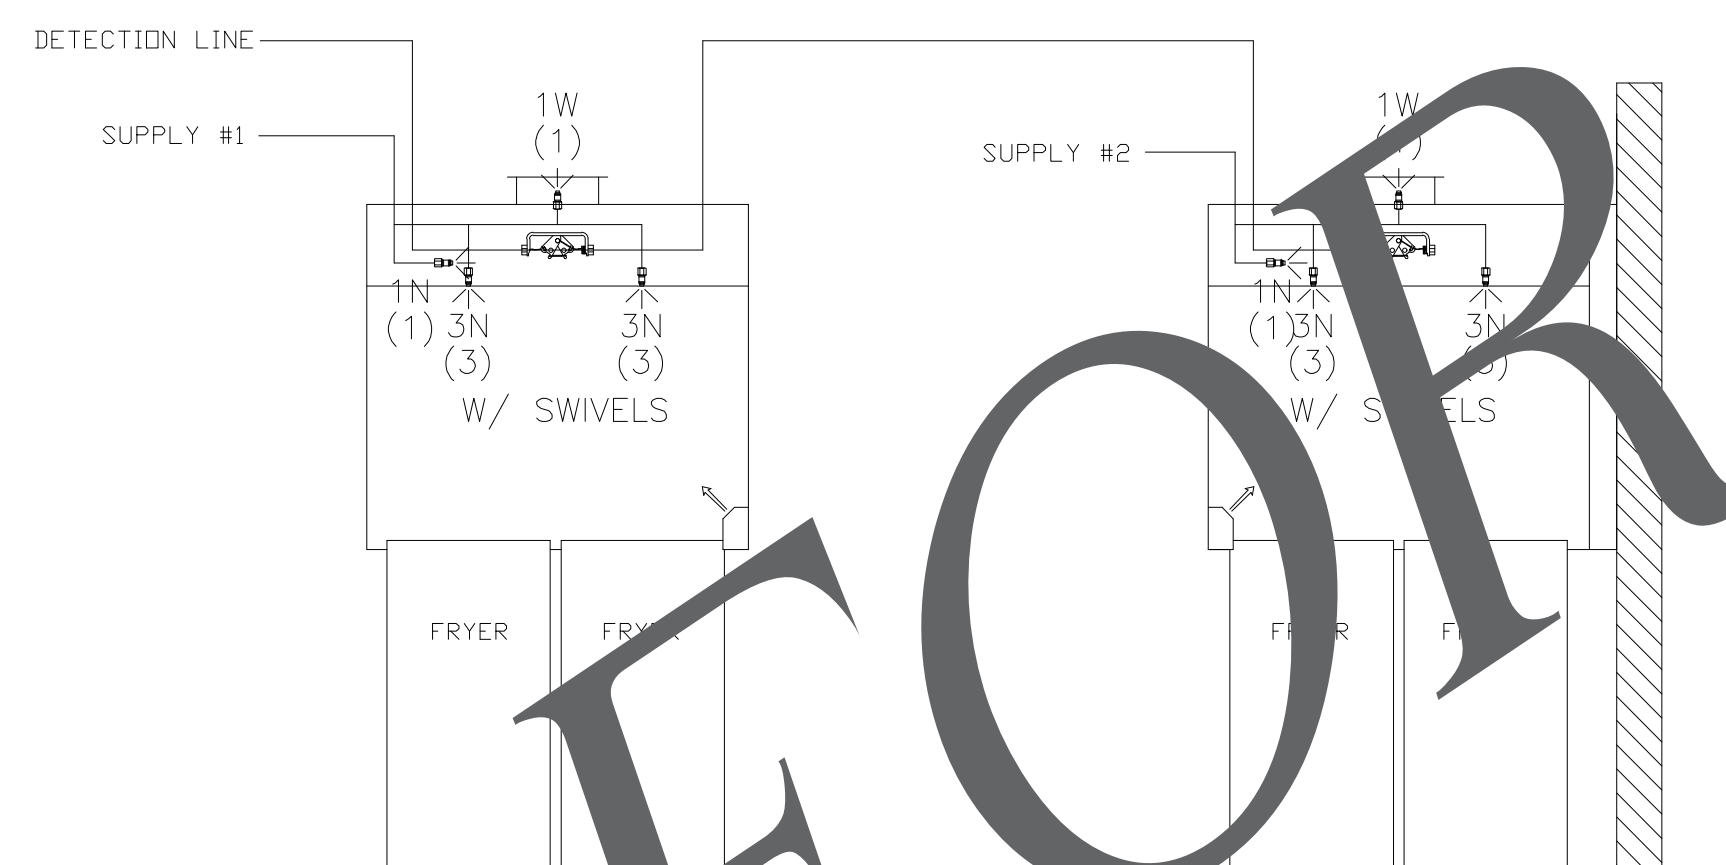 DETECTION LINE
1W
(1)
SUPPLY #1
1W
SUPPLY #2
1N
(1)
3N
(3)
3N
(3)
W/ SWIVELS
1N
(1)
3N
(3)
3N
W/
FRYER
FOR